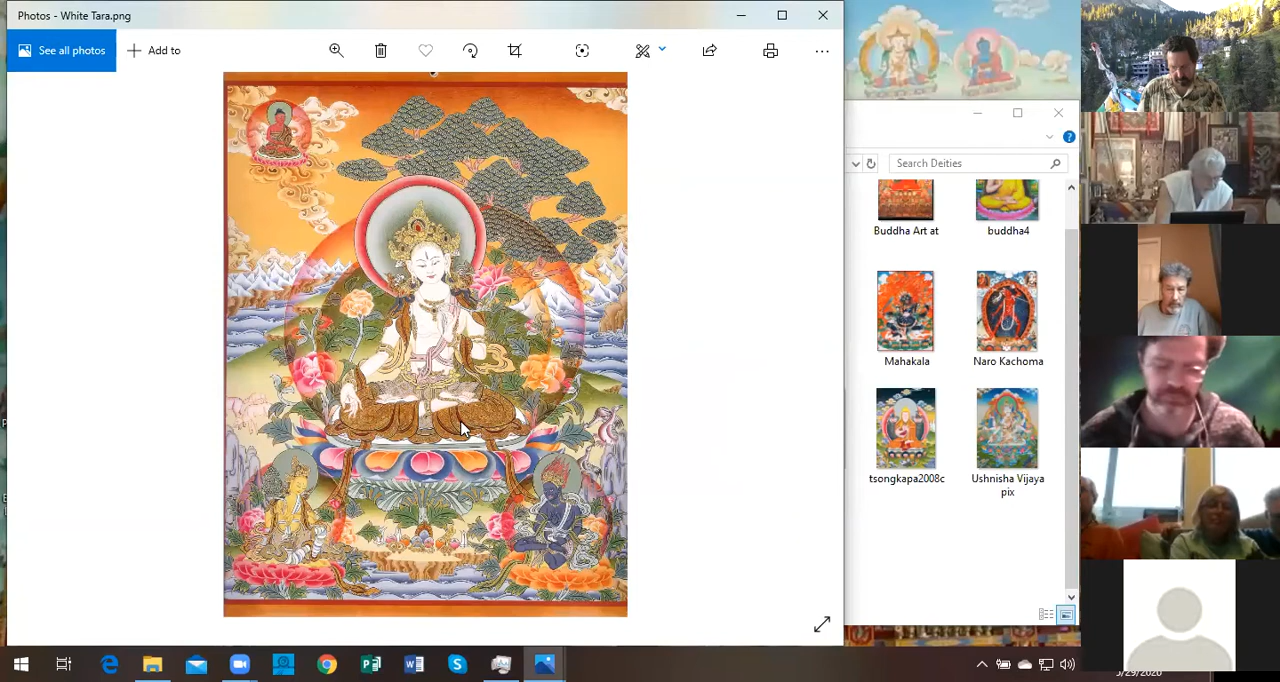 Photos - White Tara.png
See all photos
Add to
Search Deities
Buddha Art at
buddha4
Mahakala
Naro Kachoma
tsongkapa2008c
Ushnisha Vijaya
pix